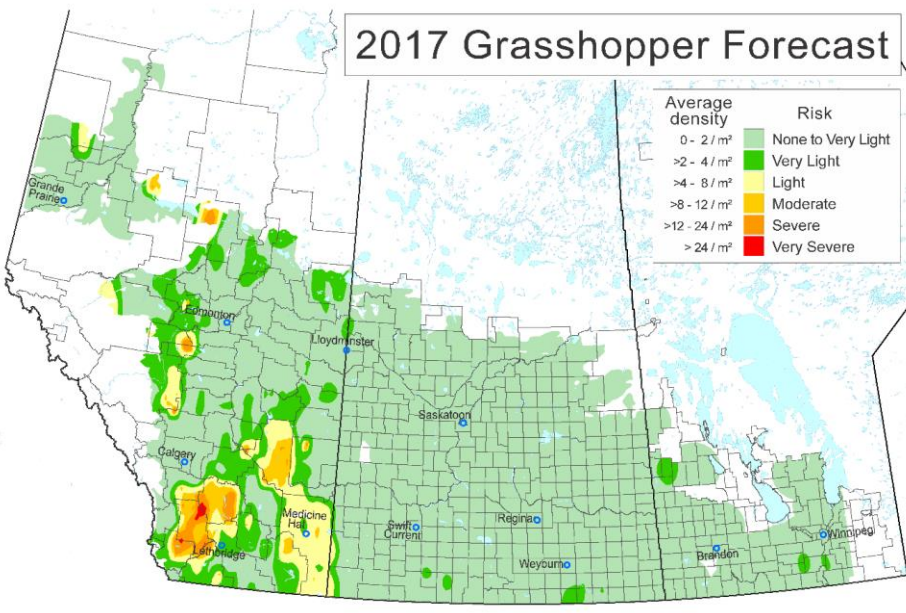 2017 Grasshopper Forecast
Average
density
Risk
0 - 2 / m² None to Very Light
>2 - 4 / m² Very Light
>4 - 8 / m² Light
>8 - 12 / m² Moderate
>12 - 24 / m² Severe
> 24 / m² Very Severe
Grande
Prairie
Edmonton
Lloydminster
Saskatoon
Calgary
Medicine
Hat
Swift
Current
Regina
Lethbridge
Weyburn
Brandon
Winnipeg